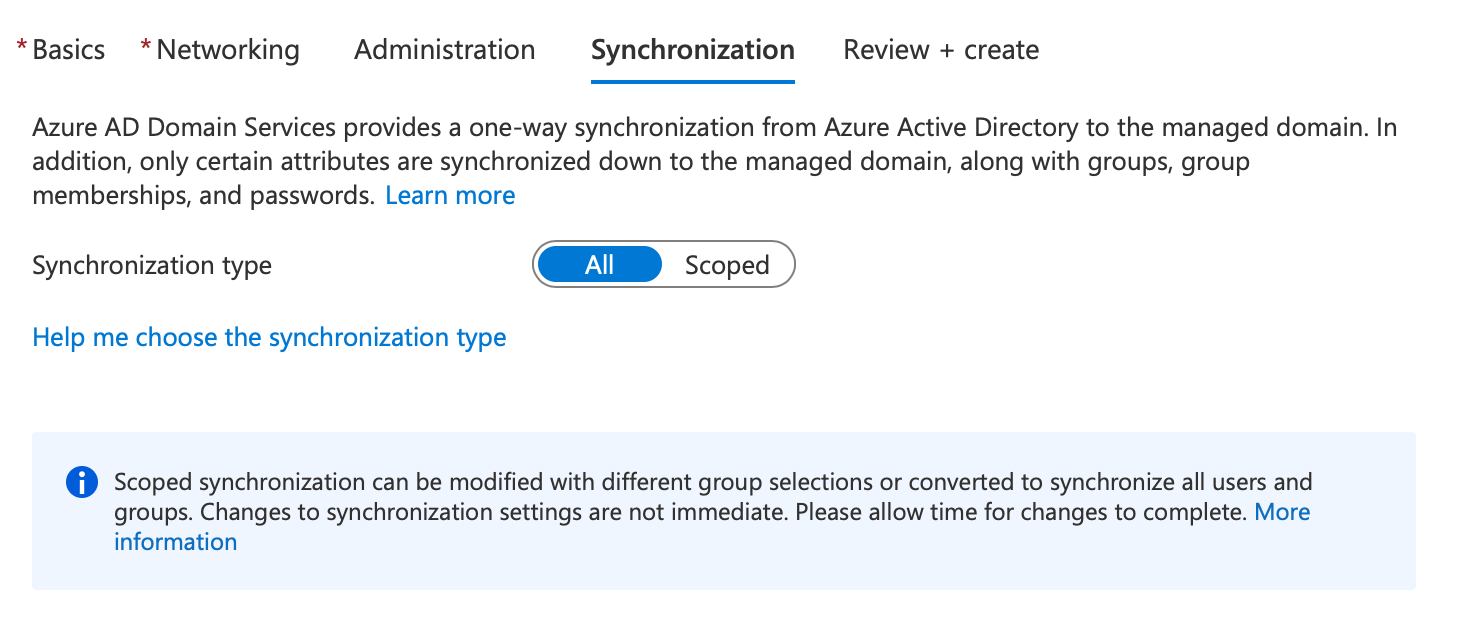 * Basics * Networking Administration Synchronization Review + create
Azure AD Domain Services provides a one-way synchronization from Azure Active Directory to the managed domain. In
addition, only certain attributes are synchronized down to the managed domain, along with groups, group
memberships, and passwords. Learn more
Synchronization type All Scoped
Help me choose the synchronization type
Scoped synchronization can be modified with different group selections or converted to synchronize all users and
groups. Changes to synchronization settings are not immediate. Please allow time for changes to complete. More
information